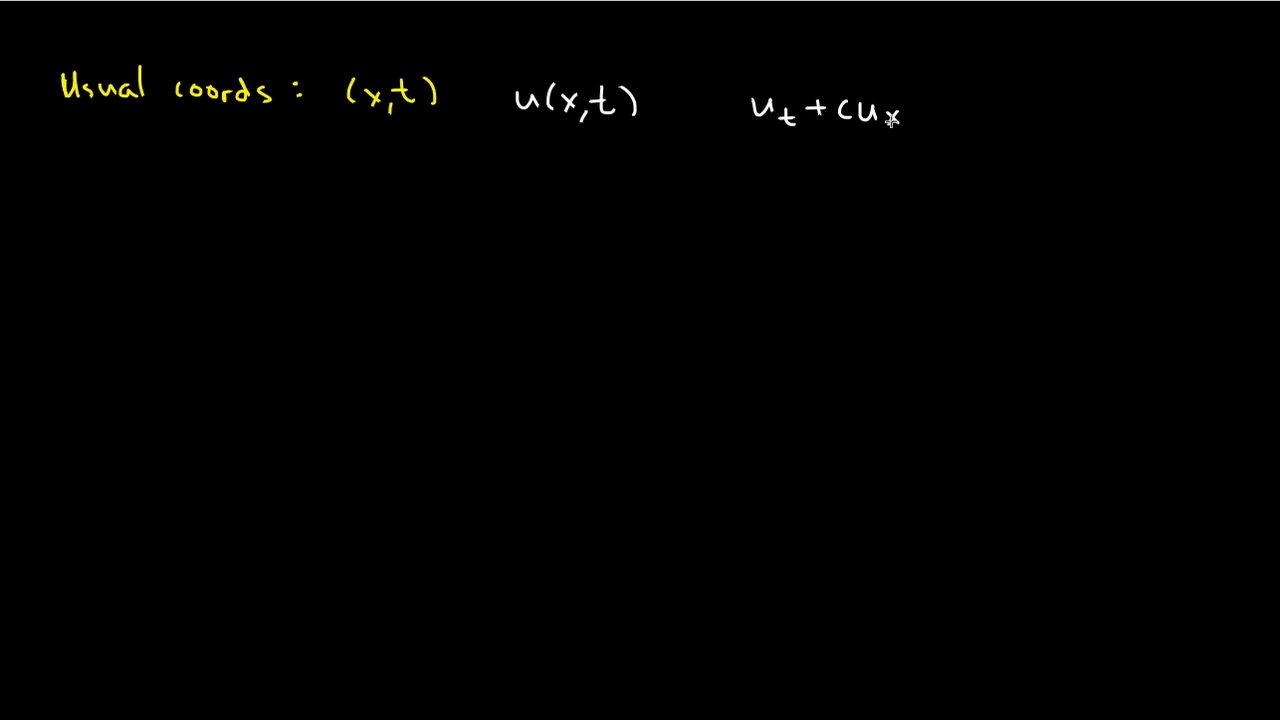 Usual coords: (x,t) u(x,t) u_t + cu_x